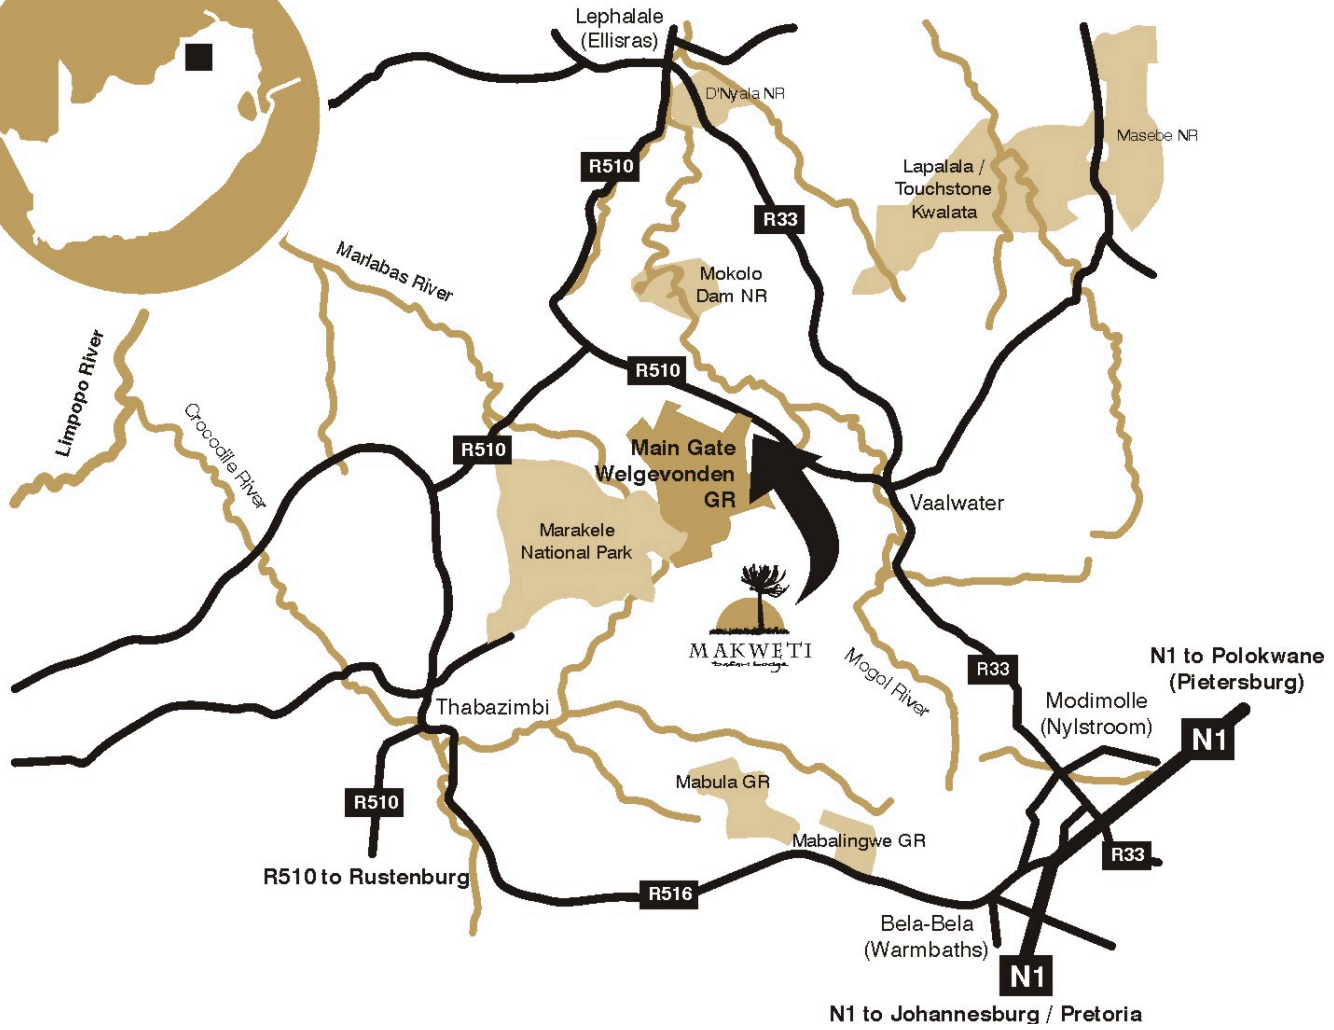 Lephalale
(Ellisras)
D'Nyala NR
Masebe NR
R510
Lapalala /
Touchstone
Kwalata
R33
Marlabas River
Mokolo
Dam NR
Limpopo River
R510
Crocodile River
R510
Main Gate
Welgevonden
GR
Vaalwater
Marakele
National Park
MAKWETI
Safari Lodge
Mogol River
R33
N1 to Polokwane
(Pietersburg)
Modimolle
(Nylstroom)
Thabazimbi
N1
Mabula GR
R510
Mabalingwe GR
R33
R510 to Rustenburg
R516
Bela-Bela
(Warmbaths)
N1
N1 to Johannesburg / Pretoria